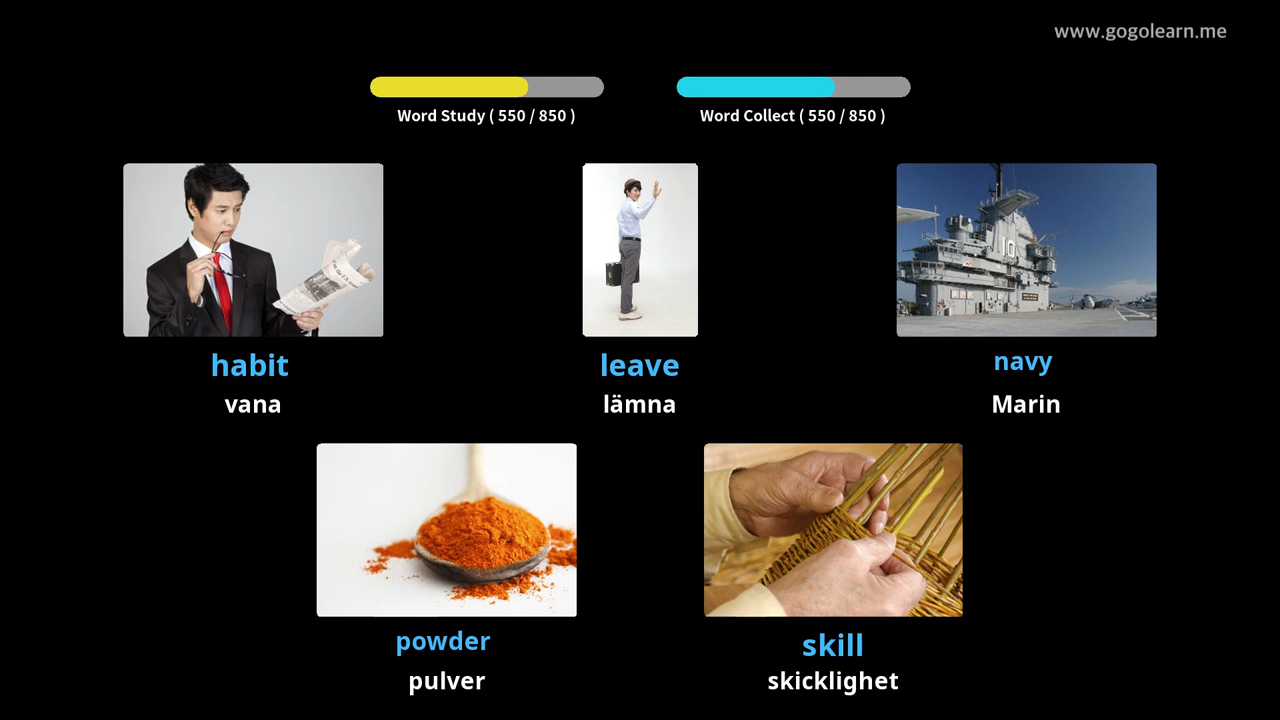 www.gogolearn.me
Word Study ( 550 / 850 )
Word Collect ( 550 / 850 )
16
habit
vana
leave
lämna
navy
Marin
powder
pulver
skill
skicklighet